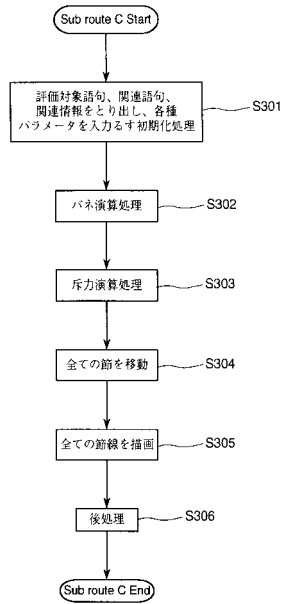 Sub route C Start
評価対象語句、関連語句、
関連情報をとり出し、各種
パラメータを入力るす初期化処理
S301
バネ演算処理
S302
斥力演算処理
S303
全ての節を移動
S304
全ての節線を描画
S305
後処理
S306
Sub route C End